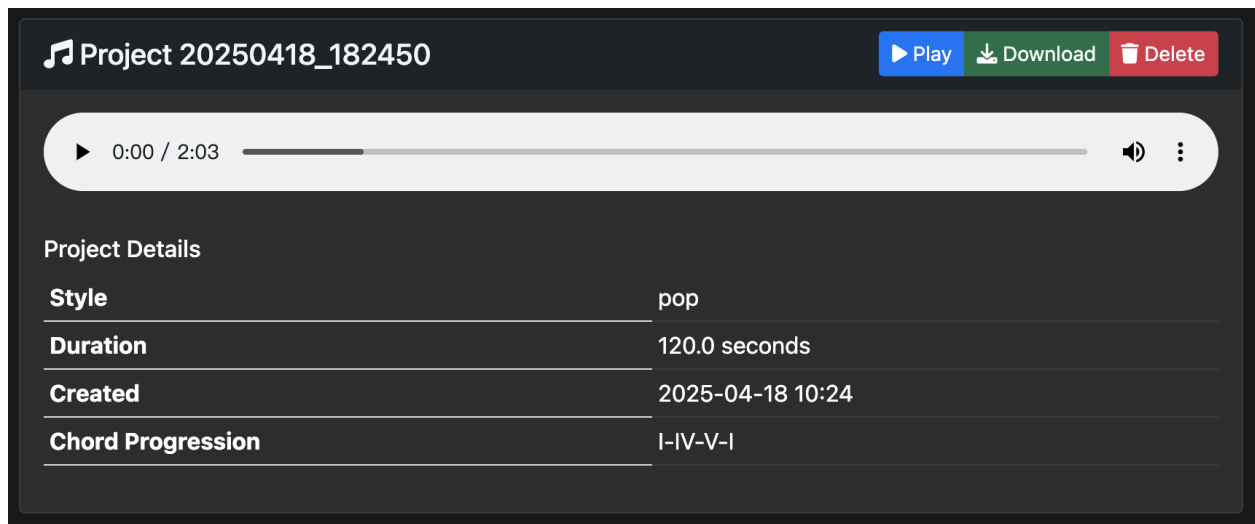 Project 20250418_182450
Play Download Delete
0:00 / 2:03
Project Details
Style pop
Duration 120.0 seconds
Created 2025-04-18 10:24
Chord Progression I-IV-V-I